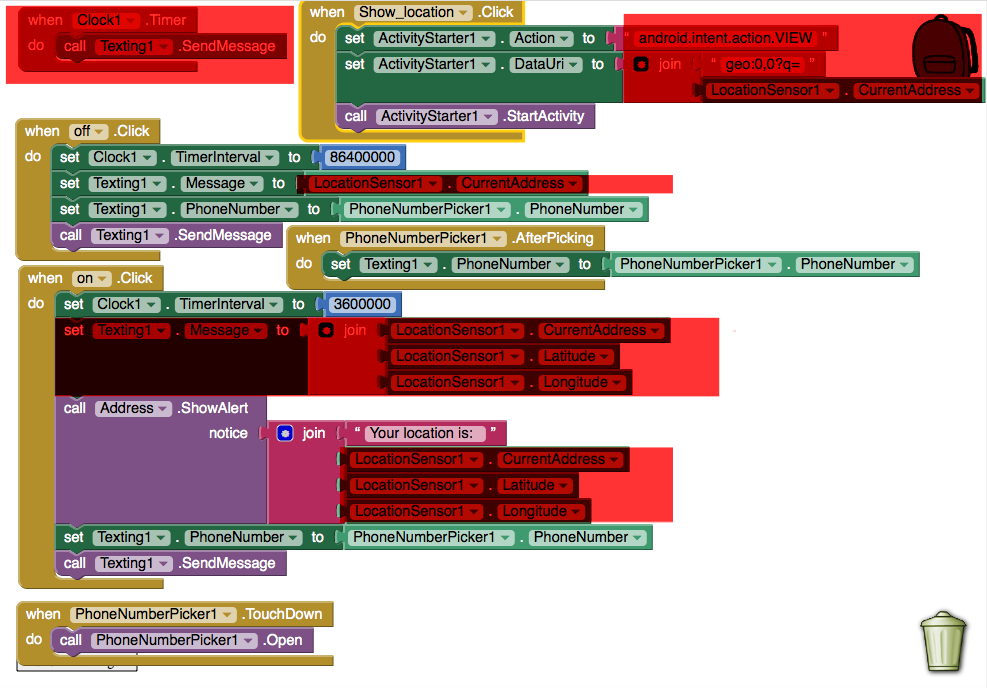 when Clock1 .Timer
do call Texting1 .SendMessage
when Show_location .Click
do set ActivityStarter1 . Action to " android.intent.action.VIEW "
set ActivityStarter1 . DataUri to join " geo:0,0?q= "
LocationSensor1 . CurrentAddress
call ActivityStarter1 .StartActivity
when off .Click
do set Clock1 . TimerInterval to 86400000
set Texting1 . Message to LocationSensor1 . CurrentAddress
set Texting1 . PhoneNumber to PhoneNumberPicker1 . PhoneNumber
call Texting1 .SendMessage
when PhoneNumberPicker1 .AfterPicking
do set Texting1 . PhoneNumber to PhoneNumberPicker1 . PhoneNumber
when on .Click
do set Clock1 . TimerInterval to 3600000
set Texting1 . Message to join LocationSensor1 . CurrentAddress
LocationSensor1 . Latitude
LocationSensor1 . Longitude
call Address .ShowAlert
notice join " Your location is: "
LocationSensor1 . CurrentAddress
LocationSensor1 . Latitude
LocationSensor1 . Longitude
set Texting1 . PhoneNumber to PhoneNumberPicker1 . PhoneNumber
call Texting1 .SendMessage
when PhoneNumberPicker1 .TouchDown
do call PhoneNumberPicker1 .Open